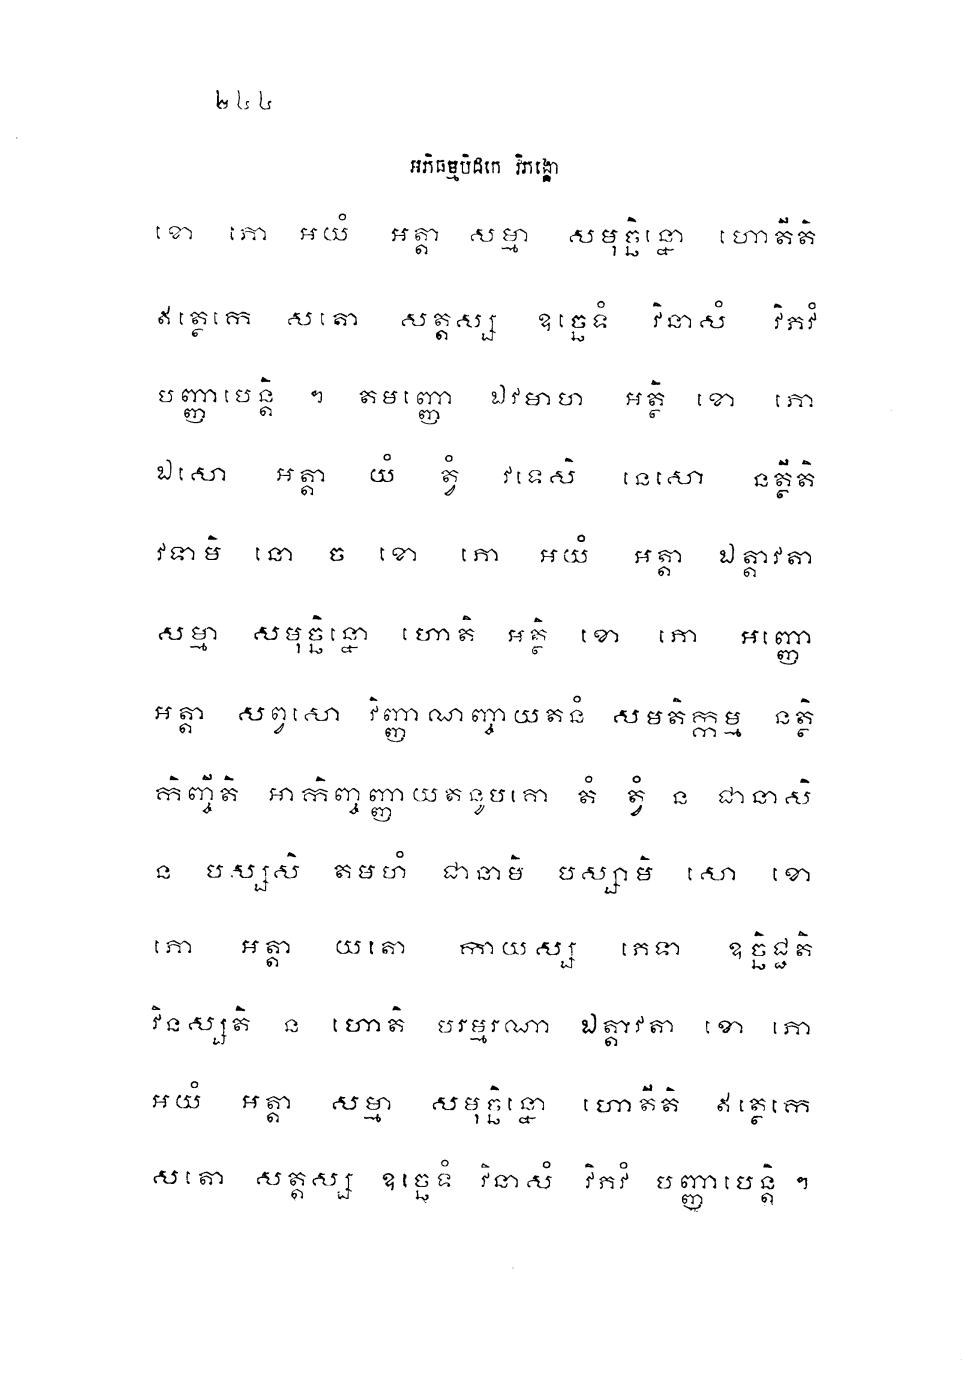 ២៤៤
អភិធម្មបិដកេ វិភង្គោ
ខោ ភោ អយំ អត្តា សម្មា សមុច្ឆិន្នោ ហោតីតិ
ឥត្ថេកេ សតោ សត្តស្ស ឧច្ឆេទំ វិនាសំ វិភវំ
បញ្ញាបេន្តិ ។ តមញ្ញោ ឯវមាហ អត្ថិ ខោ ភោ
ឯសោ អត្តា យំ ត្វំ វទេសិ នេសោ នត្ថីតិ
វទាមិ នោ ច ខោ ភោ អយំ អត្តា ឯត្តាវតា
សម្មា សមុច្ឆិន្នោ ហោតិ អត្ថិ ខោ ភោ អញ្ញោ
អត្តា សព្វសោ វិញ្ញាណញ្ចាយតនំ សមតិក្កម្ម នត្ថិ
កិញ្ចីតិ អាកិញ្ចញ្ញាយតនូបគោ តំ ត្វំ ន ជានាសិ
ន បស្សសិ តមហំ ជានាមិ បស្សាមិ សោ ខោ
ភោ អត្តា យតោ កាយស្ស ភេទា ឧច្ឆិជ្ជតិ
វិនស្សតិ ន ហោតិ បរម្មរណា ឯត្តាវតា ខោ ភោ
អយំ អត្តា សម្មា សមុច្ឆិន្នោ ហោតីតិ ឥត្ថេកេ
សតោ សត្តស្ស ឧច្ឆេទំ វិនាសំ វិភវំ បញ្ញាបេន្តិ ។